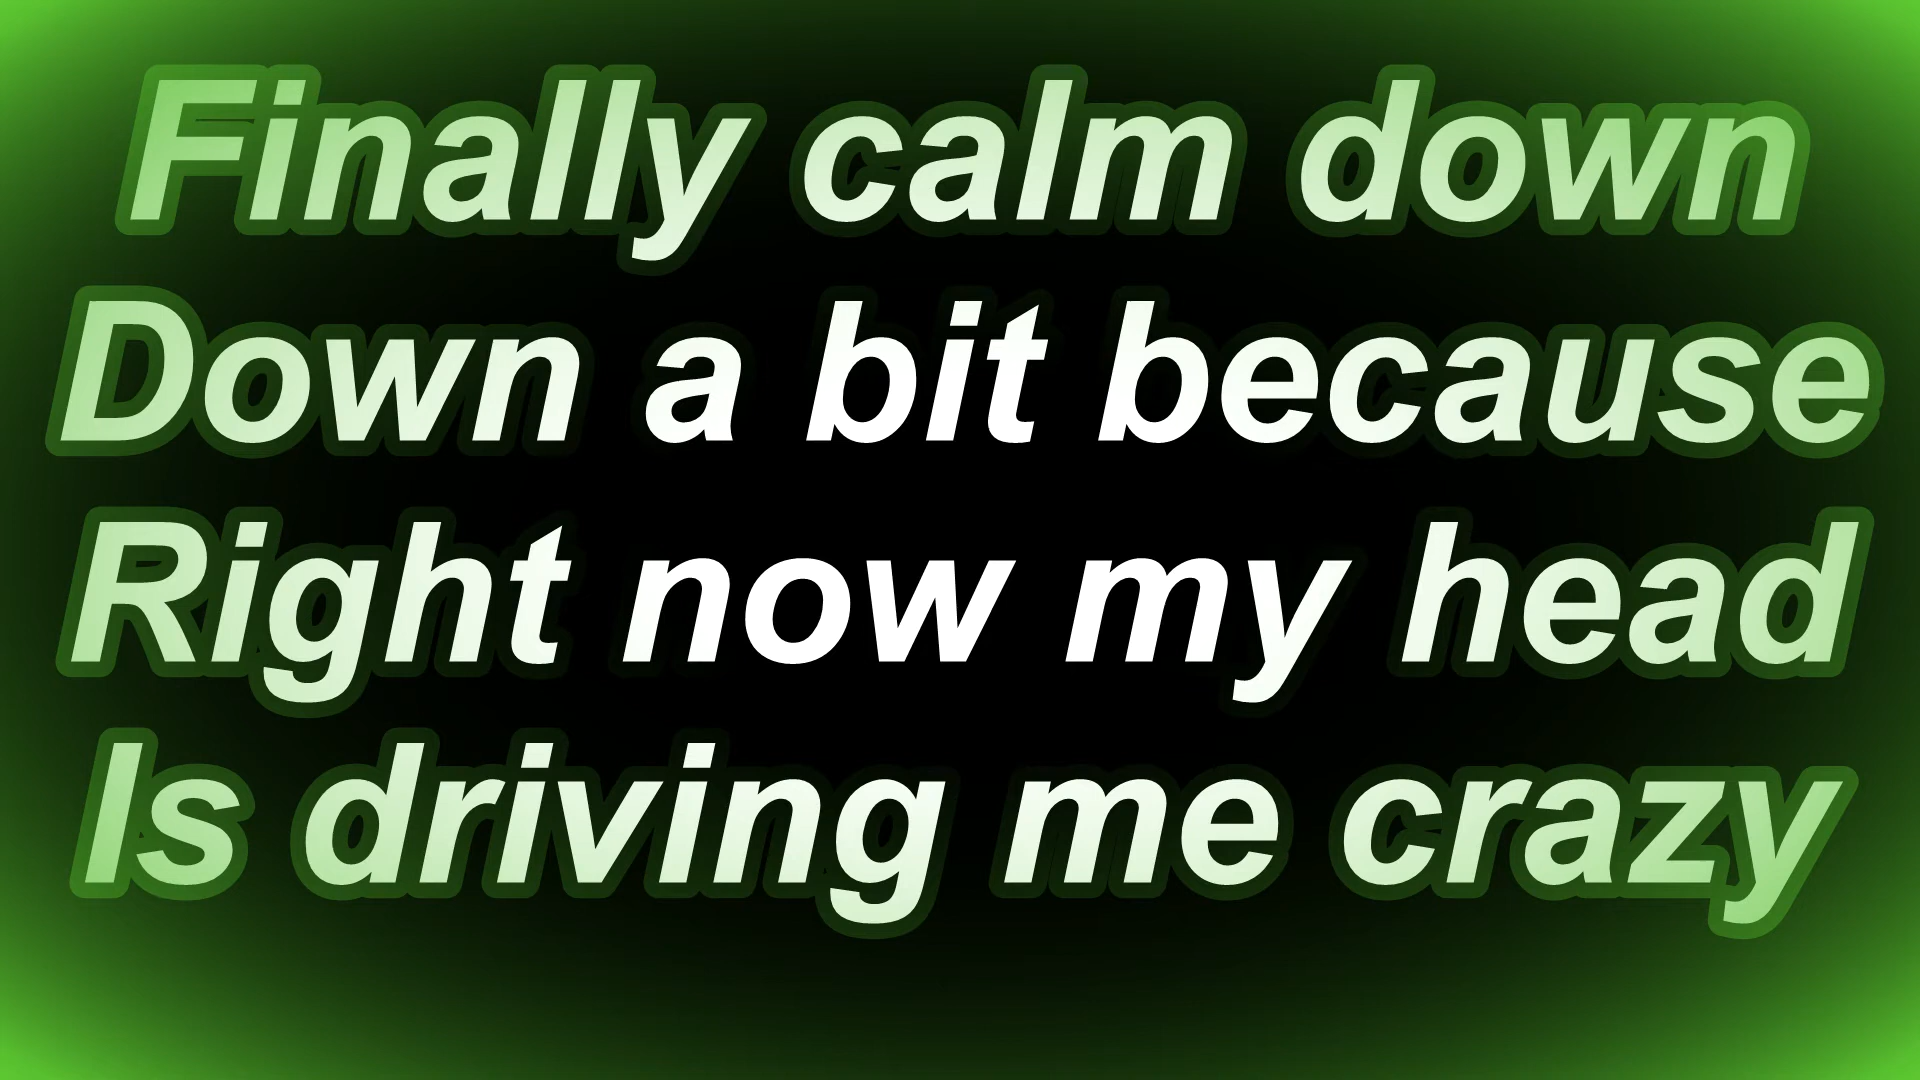 Finally calm down
Down a bit because
Right now my head
Is driving me crazy